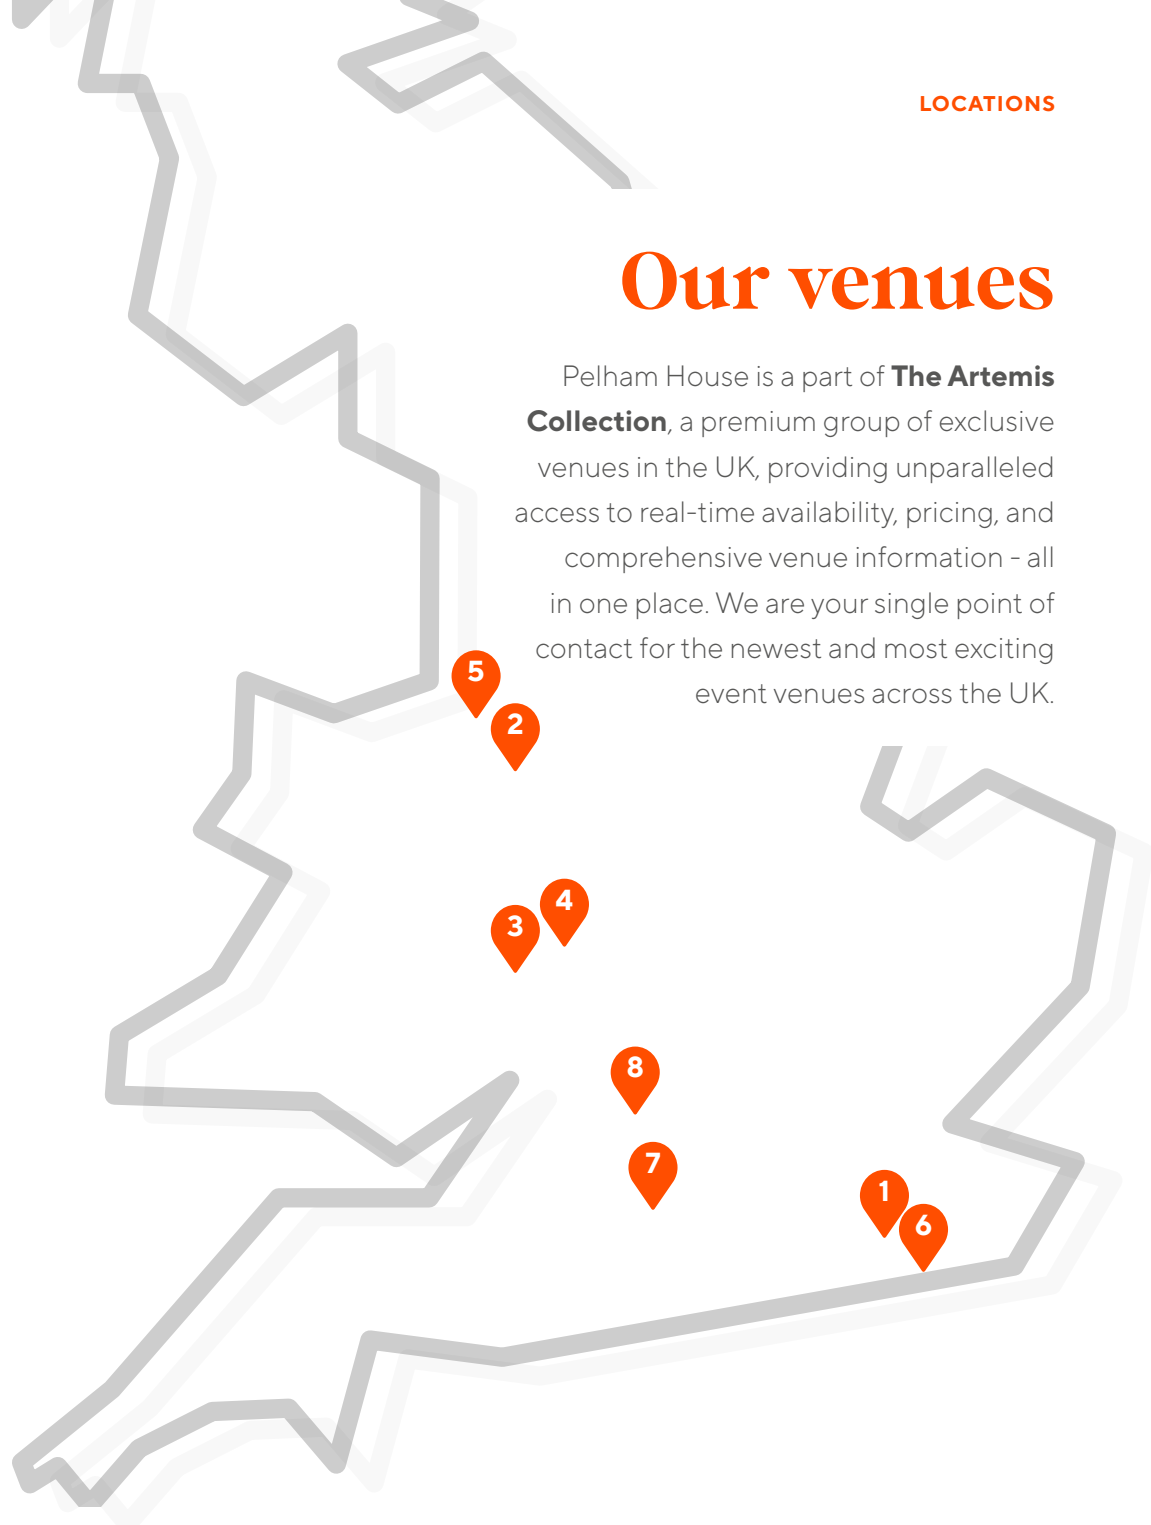 LOCATIONS
Our venues
Pelham House is a part of The Artemis
Collection, a premium group of exclusive
venues in the UK, providing unparalleled
access to real-time availability, pricing, and
comprehensive venue information - all
in one place. We are your single point of
contact for the newest and most exciting
event venues across the UK.
5
2
4
3
8
7
1
6